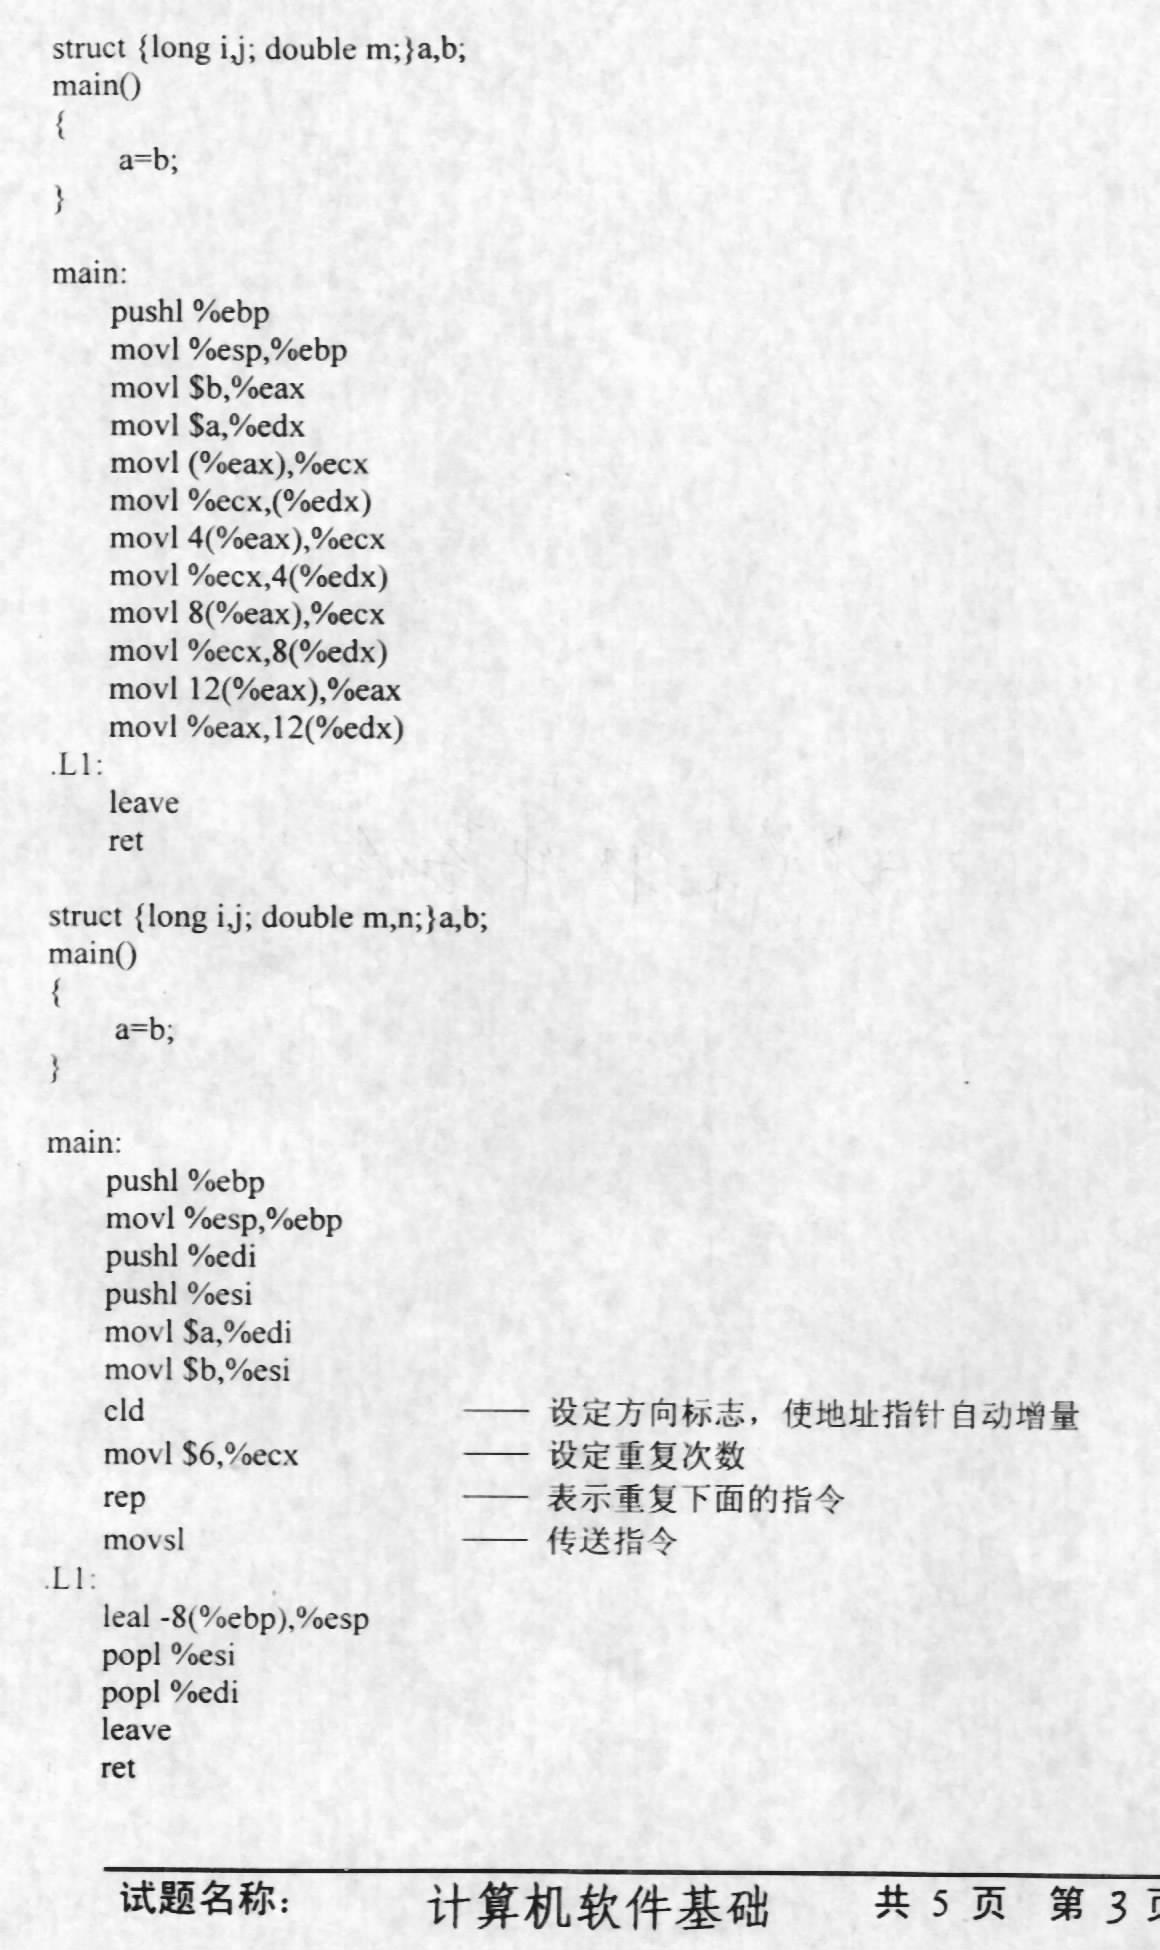 struct {long i,j; double m;}a,b;
main()
{
a=b;
}
main:
pushl %ebp
movl %esp,%ebp
movl $b,%eax
movl $a,%edx
movl (%eax),%ecx
movl %ecx,(%edx)
movl 4(%eax),%ecx
movl %ecx,4(%edx)
movl 8(%eax),%ecx
movl %ecx,8(%edx)
movl 12(%eax),%eax
movl %eax,12(%edx)
.L1:
leave
ret
struct {long i,j; double m,n;}a,b;
main()
{
a=b;
}
main:
pushl %ebp
movl %esp,%ebp
pushl %edi
pushl %esi
movl $a,%edi
movl $b,%esi
cld —— 设定方向标志，使地址指针自动增量
movl $6,%ecx —— 设定重复次数
rep —— 表示重复下面的指令
movsl —— 传送指令
.L1:
leal -8(%ebp),%esp
popl %esi
popl %edi
leave
ret
试题名称： 计算机软件基础 共 5 页 第 3 页